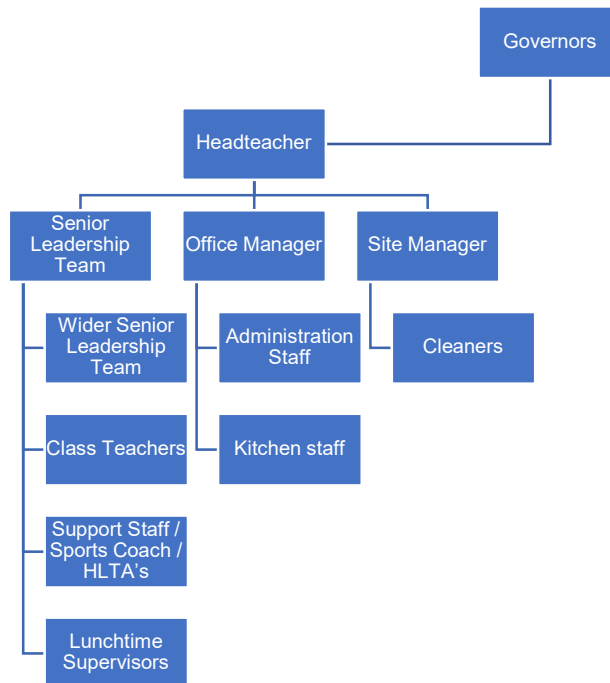 Governors
Headteacher
Senior
Leadership
Team
Office Manager
Site Manager
Wider Senior
Leadership
Team
Administration
Staff
Cleaners
Class Teachers
Kitchen staff
Support Staff /
Sports Coach /
HLTA’s
Lunchtime
Supervisors